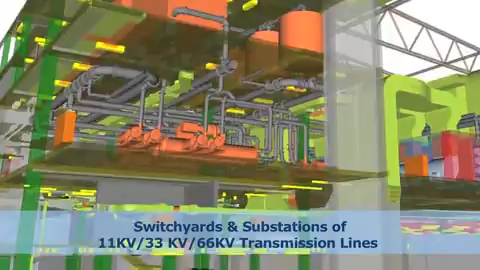 Switchyards & Substations of
11KV/33 KV/66KV Transmission Lines